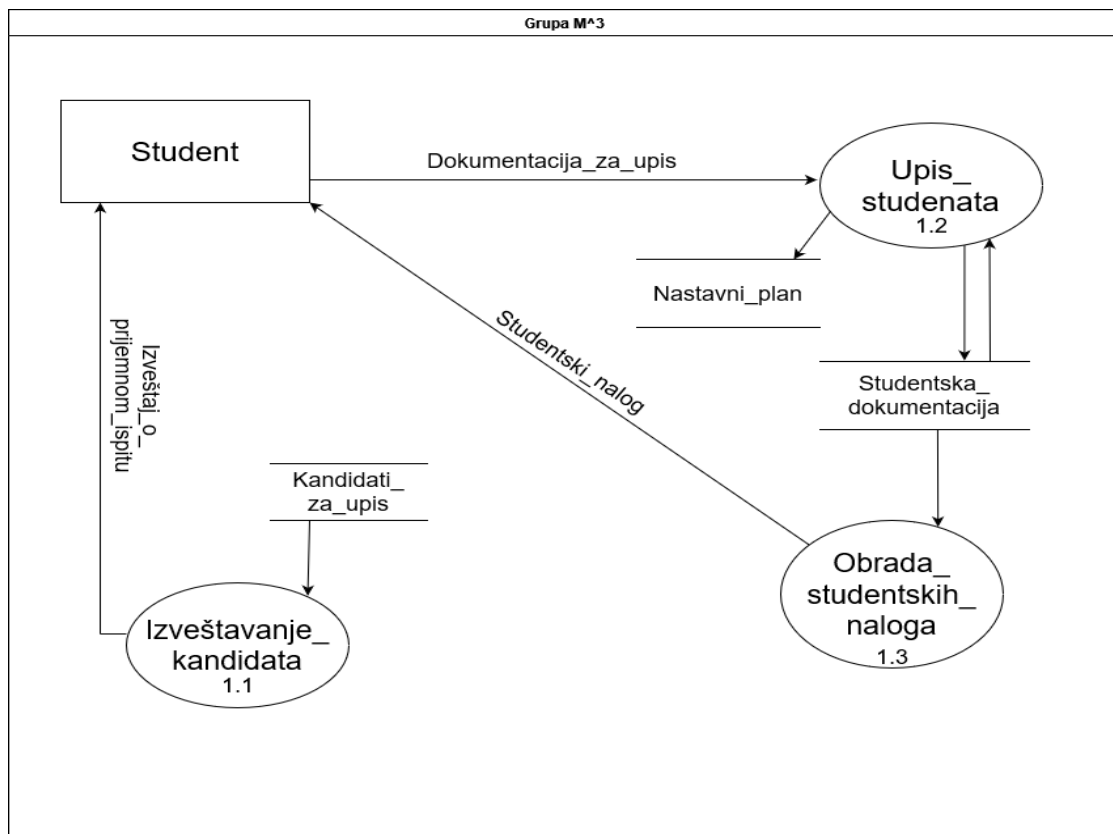 Grupa M^3
Student
Dokumentacija_za_upis
Upis_
studenata
1.2
Nastavni_plan
Studentski_nalog
Studentska_
dokumentacija
Izveštaj_o_
prijemnom_ispitu
Kandidati_
za_upis
Obrada_
studentskih_
naloga
1.3
Izveštavanje_
kandidata
1.1